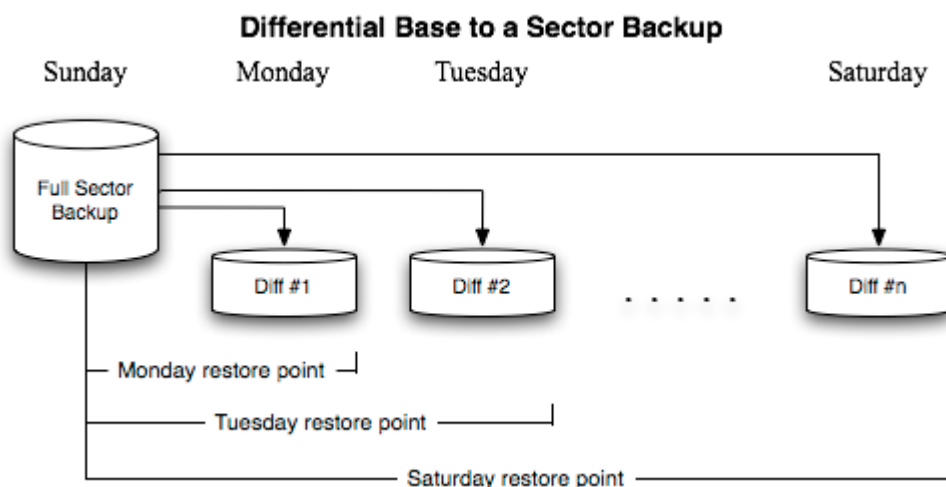 Differential Base to a Sector Backup
Sunday Monday Tuesday Saturday
Full Sector
Backup
Diff #1 Diff #2 . . . . . Diff #n
Monday restore point
Tuesday restore point
Saturday restore point